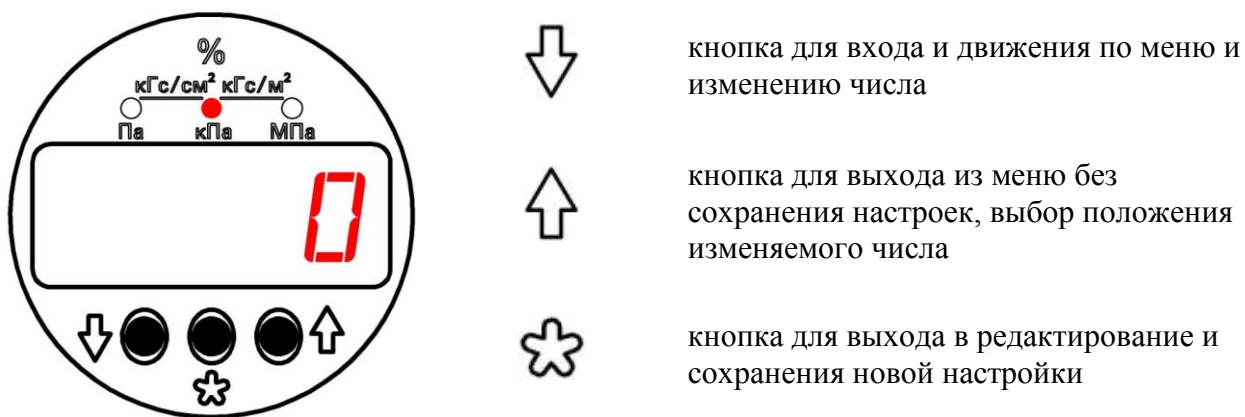 %
кГс/см² кГс/м²
Па кПа МПа
0
кнопка для входа и движения по меню и
изменению числа
кнопка для выхода из меню без
сохранения настроек, выбор положения
изменяемого числа
кнопка для выхода в редактирование и
сохранения новой настройки